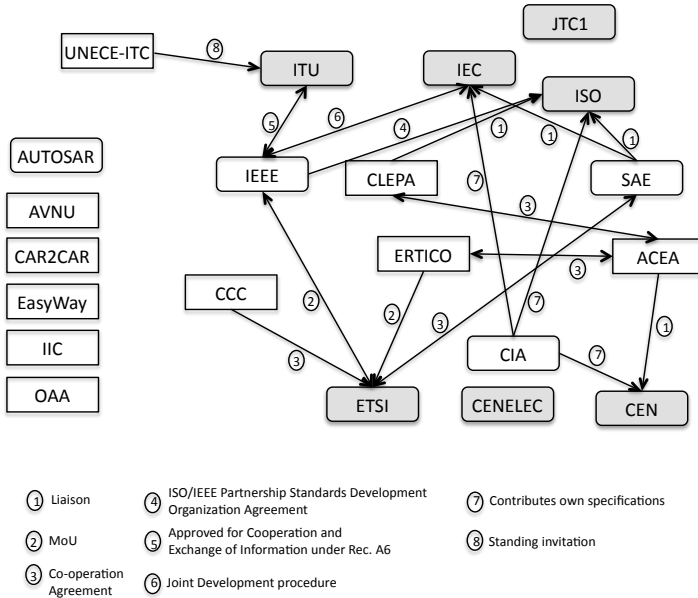 JTC1
UNECE-ITC
8
ITU
IEC
ISO
6
5
4
1
1
1
AUTOSAR
IEEE
CLEPA
SAE
7
3
AVNU
CAR2CAR
ERTICO
ACEA
3
EasyWay
CCC
2
2
3
7
1
IIC
3
CIA
7
OAA
ETSI
CENELEC
CEN
1 Liaison
4 ISO/IEEE Partnership Standards Development
Organization Agreement
7 Contributes own specifications
2 MoU
5 Approved for Cooperation and
Exchange of Information under Rec. A6
8 Standing invitation
3 Co-operation
Agreement
6 Joint Development procedure